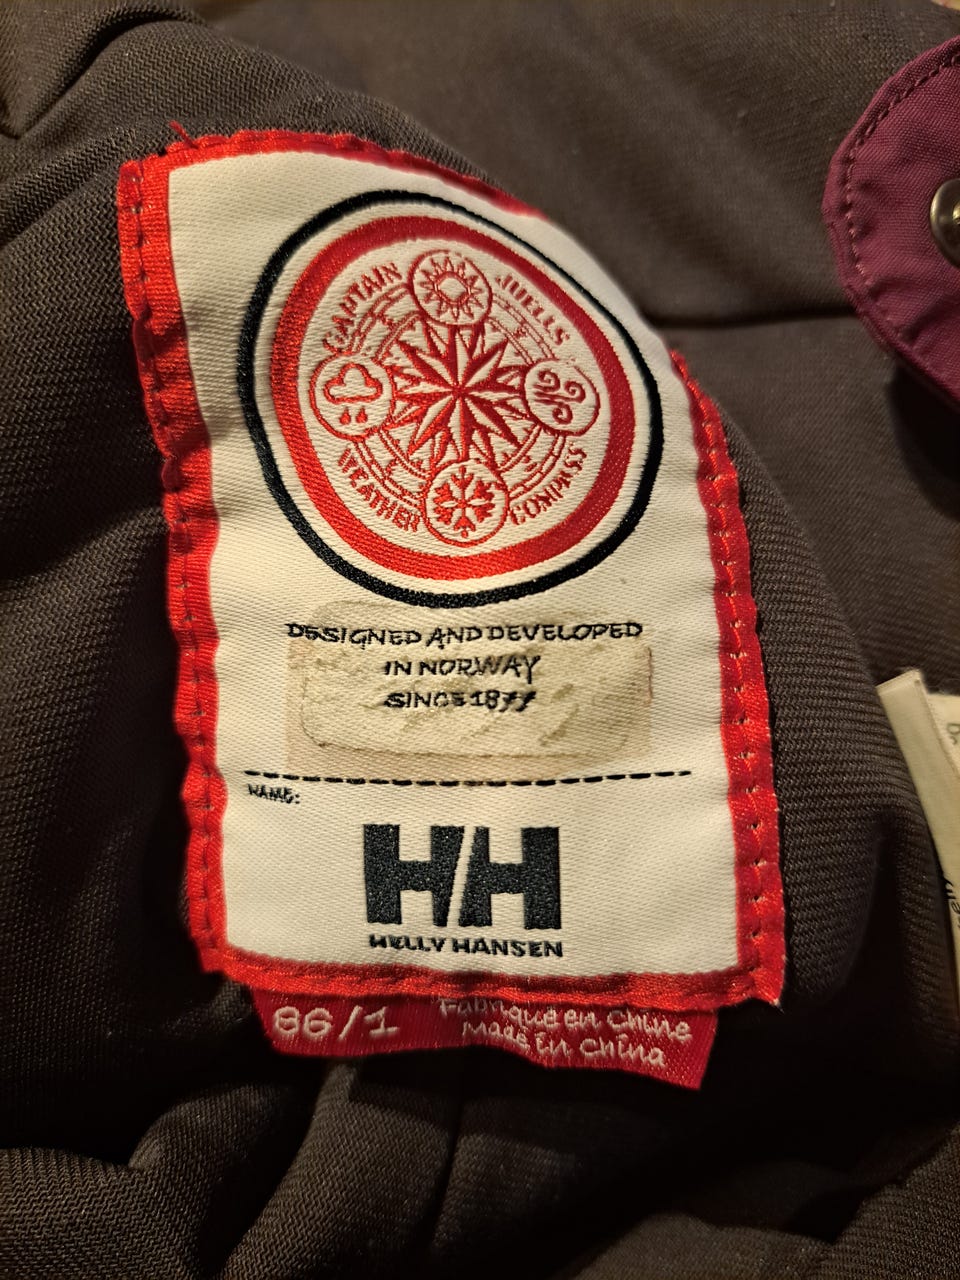 CAPTAIN JUELLS
WEATHER COMPASS
DESIGNED AND DEVELOPED
IN NORWAY
SINCE 1877
NAME:
HH
HELLY HANSEN
86/1
Fabriqué en Chine
Made in China